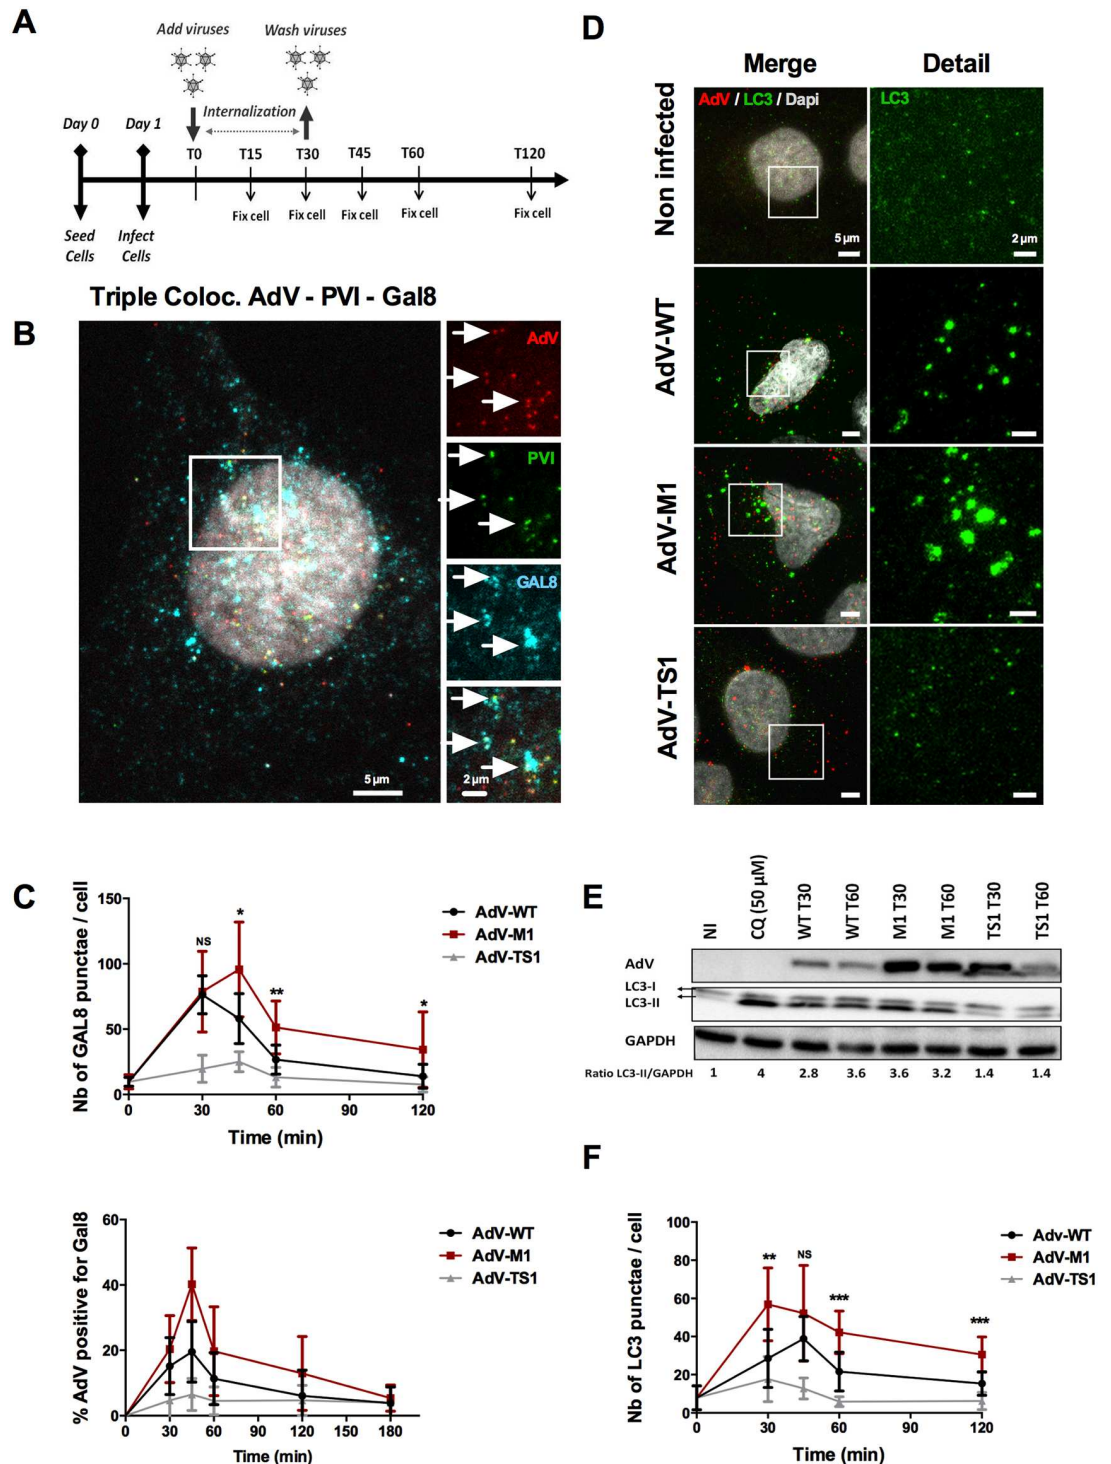 A
Add viruses
Wash viruses
Internalization
Day 0
Day 1
T0
T15
T30
T45
T60
T120
Fix cell
Fix cell
Fix cell
Fix cell
Fix cell
Seed Cells
Infect Cells
Triple Coloc. AdV - PVI - Gal8
B
AdV
PVI
GAL8
5 µm
2 µm
C
Nb of GAL8 punctae / cell
150
100
50
0
NS
*
**
*
0
30
60
90
120
Time (min)
AdV-WT
AdV-M1
AdV-TS1
% AdV positive for Gal8
60
40
20
0
0
30
60
90
120
150
180
Time (min)
AdV-WT
AdV-M1
AdV-TS1
D
Merge
Detail
Non infected
AdV / LC3 / Dapi
LC3
5 µm
2 µm
AdV-WT
AdV-M1
AdV-TS1
E
NI
CQ (50 µM)
WT T30
WT T60
M1 T30
M1 T60
TS1 T30
TS1 T60
AdV
LC3-I
LC3-II
GAPDH
Ratio LC3-II/GAPDH 1 4 2.8 3.6 3.6 3.2 1.4 1.4
F
Nb of LC3 punctae / cell
100
80
60
40
20
0
**
NS
***
***
0
30
60
90
120
Time (min)
Adv-WT
AdV-M1
AdV-TS1